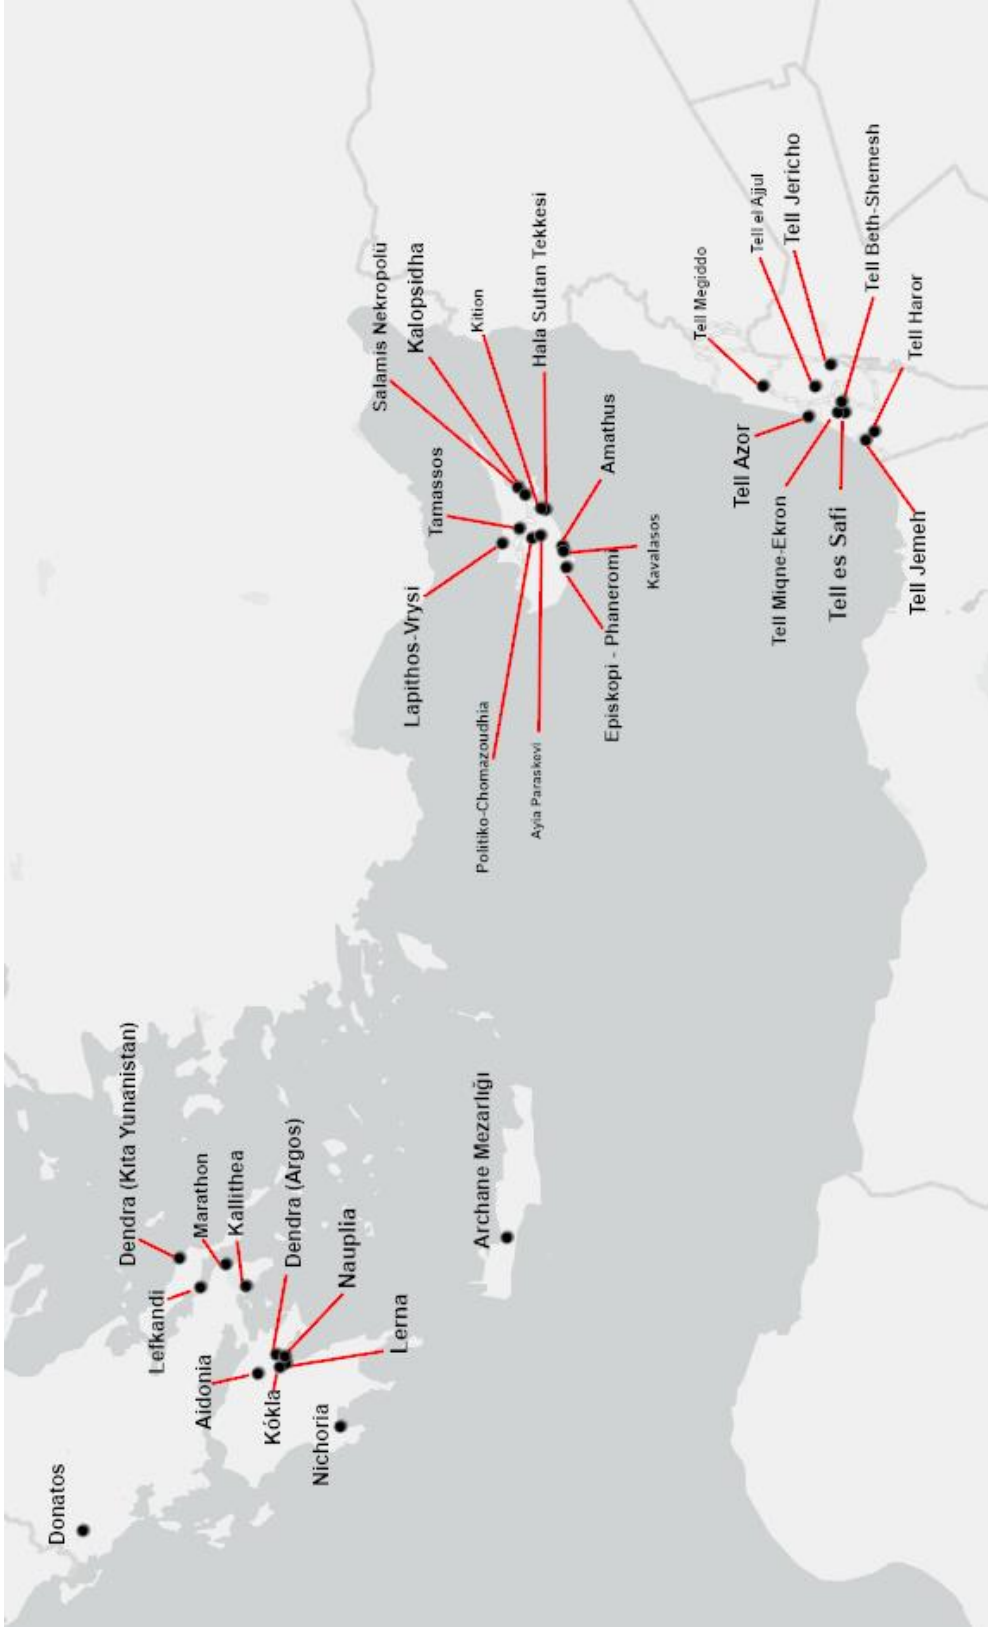 Donatos
Dendra (Kıta Yunanistan)
Lefkandi
Marathon
Kallithea
Aidonia
Kókla
Dendra (Argos)
Nauplia
Lerna
Nichoria
Archane Mezarlığı
Salamis Nekropolü
Kalopsidha
Kition
Hala Sultan Tekkesi
Tamassos
Lapithos-Vrysi
Politiko-Chomazoudhia
Ayia Paraskevi
Episkopi - Phaneromi
Amathus
Kavalasos
Tell Megiddo
Tell el Ajjul
Tell Jericho
Tell Azor
Tell Beth-Shemesh
Tell Miqne-Ekron
Tell es Safi
Tell Haror
Tell Jemeh